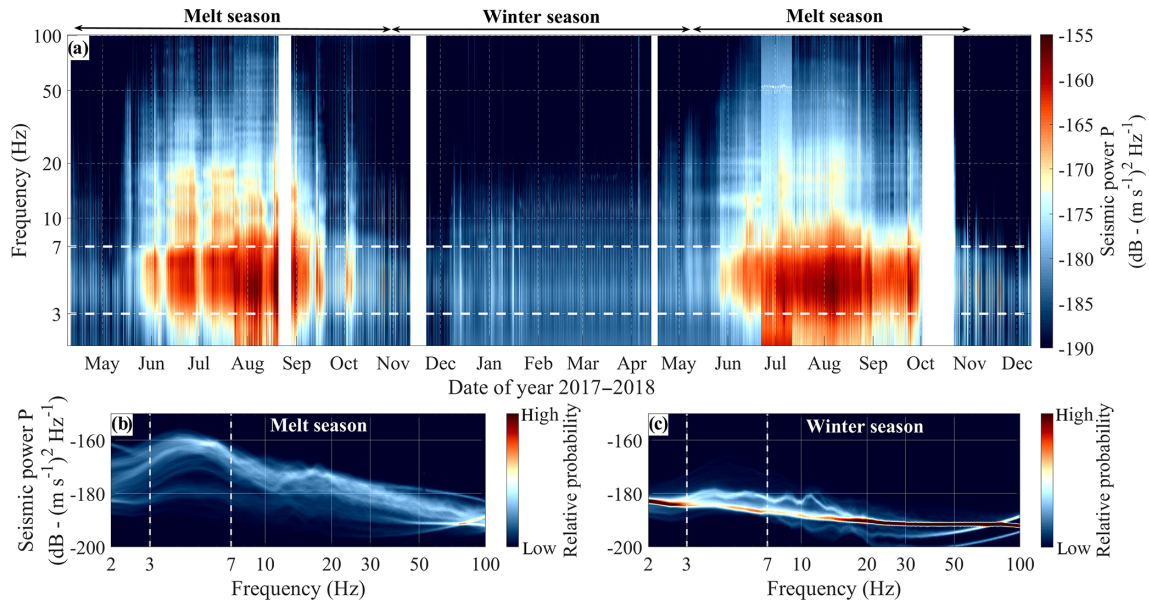 Melt season
Winter season
Melt season
(a)
100
50
20
10
7
3
Frequency (Hz)
May Jun Jul Aug Sep Oct Nov Dec Jan Feb Mar Apr May Jun Jul Aug Sep Oct Nov Dec
Date of year 2017–2018
-155
-160
-165
-170
-175
-180
-185
-190
Seismic power P
(dB - (m s⁻¹)² Hz⁻¹)
(b)
Melt season
-160
-180
-200
Seismic power P
(dB - (m s⁻¹)² Hz⁻¹)
2 3 7 10 20 30 50 100
Frequency (Hz)
High
Low
Relative probability
(c)
Winter season
-160
-180
-200
2 3 7 10 20 30 50 100
Frequency (Hz)
High
Low
Relative probability